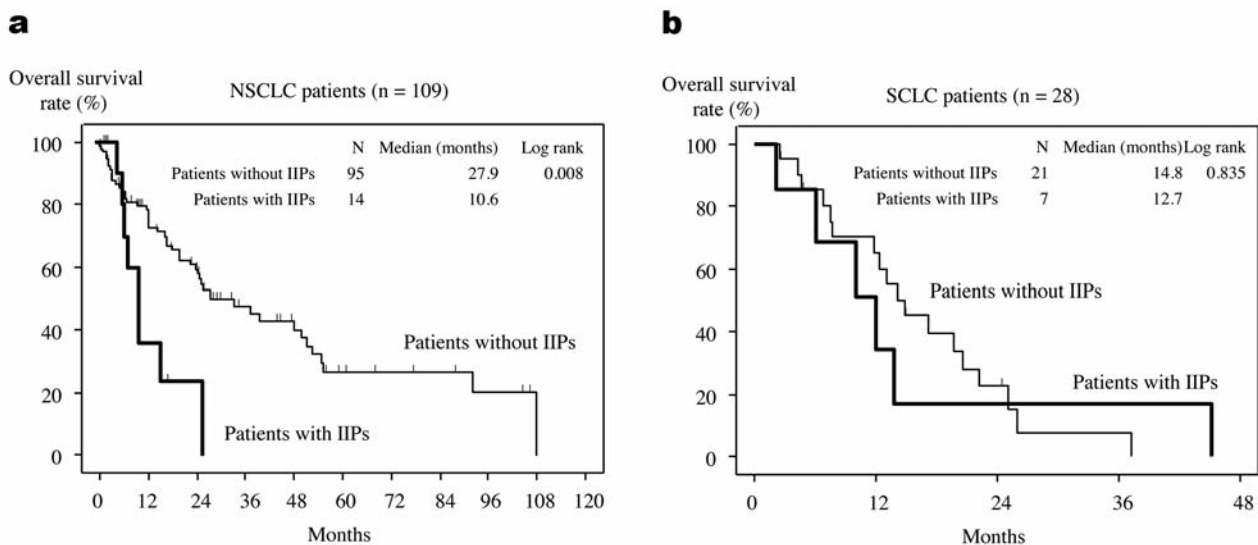 a
Overall survival
rate (%)
NSCLC patients (n = 109)
N Median (months) Log rank
Patients without IIPs 95 27.9 0.008
Patients with IIPs 14 10.6
100
80
60
40
20
0
Patients without IIPs
Patients with IIPs
0 12 24 36 48 60 72 84 96 108 120
Months
b
Overall survival
rate (%)
SCLC patients (n = 28)
N Median (months)Log rank
Patients without IIPs 21 14.8 0.835
Patients with IIPs 7 12.7
100
80
60
40
20
0
Patients without IIPs
Patients with IIPs
0 12 24 36 48
Months